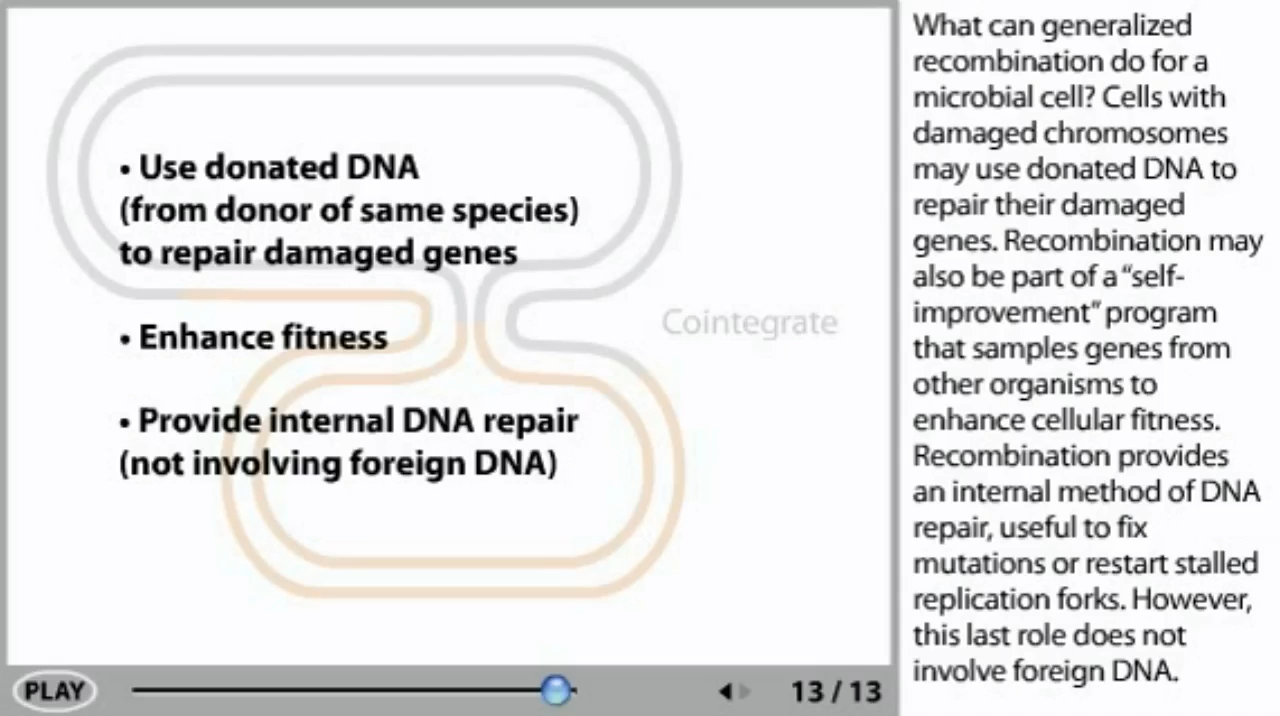 • Use donated DNA
(from donor of same species)
to repair damaged genes
• Enhance fitness
• Provide internal DNA repair
(not involving foreign DNA)
Cointegrate
PLAY
13 / 13
What can generalized
recombination do for a
microbial cell? Cells with
damaged chromosomes
may use donated DNA to
repair their damaged
genes. Recombination may
also be part of a “self-
improvement” program
that samples genes from
other organisms to
enhance cellular fitness.
Recombination provides
an internal method of DNA
repair, useful to fix
mutations or restart stalled
replication forks. However,
this last role does not
involve foreign DNA.